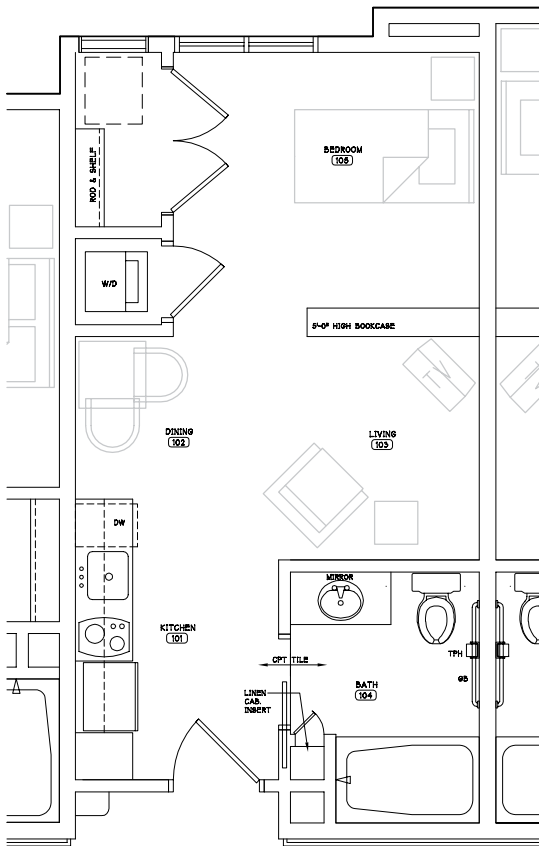 BEDROOM
105
ROD & SHELF
W/D
5'-0" HIGH BOOKCASE
TV
DINING
102
LIVING
103
DW
MIRROR
KITCHEN
101
CPT TILE
TPH
GB
BATH
104
LINEN
CAB.
INSERT